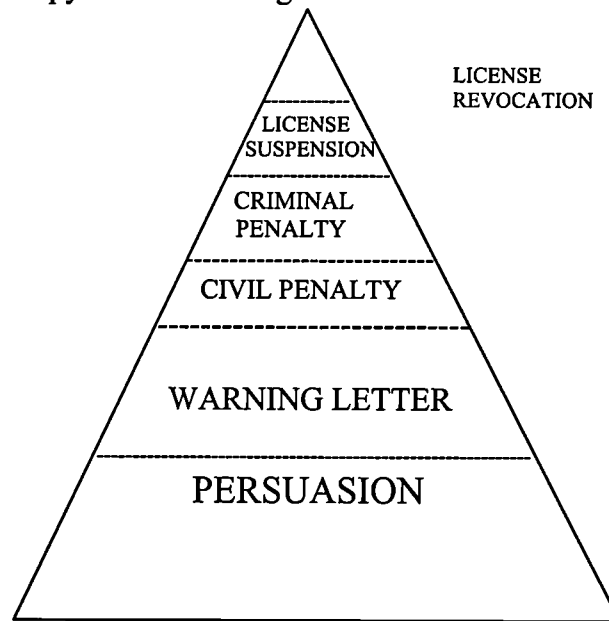 LICENSE
REVOCATION
LICENSE
SUSPENSION
CRIMINAL
PENALTY
CIVIL PENALTY
WARNING LETTER
PERSUASION